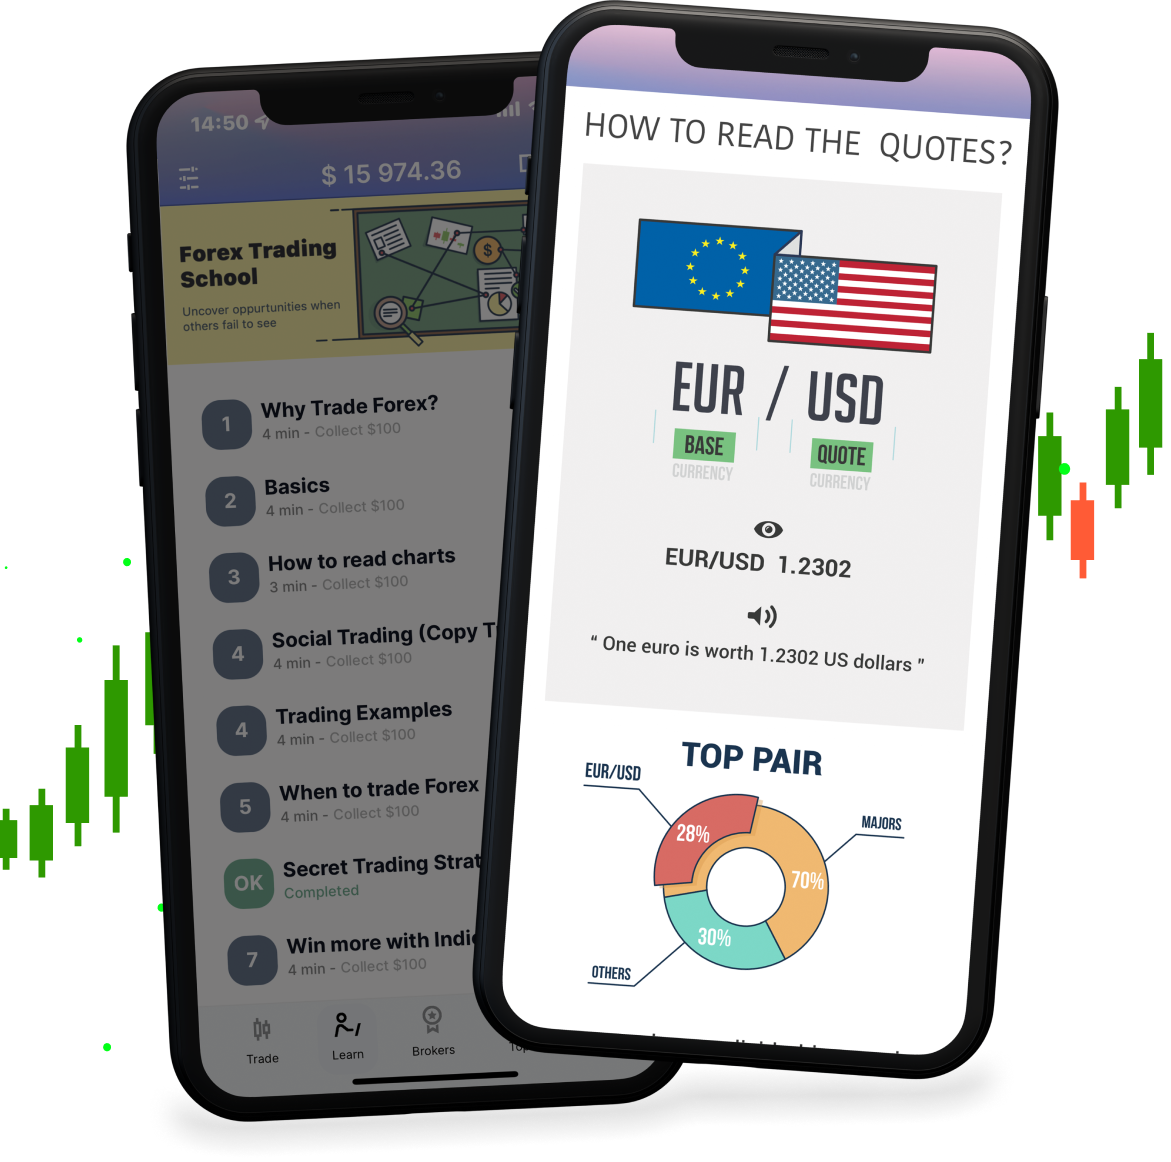 14:50
$ 15 974.36
Forex Trading
School
Uncover oppurtunities when
others fail to see
1
Why Trade Forex?
4 min - Collect $100
2
Basics
4 min - Collect $100
3
How to read charts
3 min - Collect $100
4
Social Trading (Copy T
4 min - Collect $100
4
Trading Examples
4 min - Collect $100
5
When to trade Forex
4 min - Collect $100
OK
Secret Trading Strat
Completed
7
Win more with Indic
4 min - Collect $100
Trade
Learn
Brokers
HOW TO READ THE QUOTES?
EUR / USD
BASE
CURRENCY
QUOTE
CURRENCY
EUR/USD 1.2302
“ One euro is worth 1.2302 US dollars ”
TOP PAIR
EUR/USD
28%
MAJORS
70%
30%
OTHERS